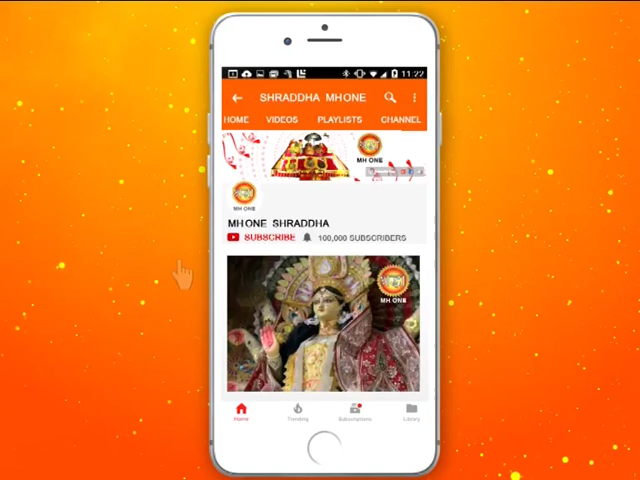 11:22
SHRADDHA MHONE
HOME VIDEOS PLAYLISTS CHANNEL
MH ONE
MH ONE
MHONE SHRADDHA
SUBSCRIBE 100,000 SUBSCRIBERS
MH ONE
Home Trending Subscriptions Library